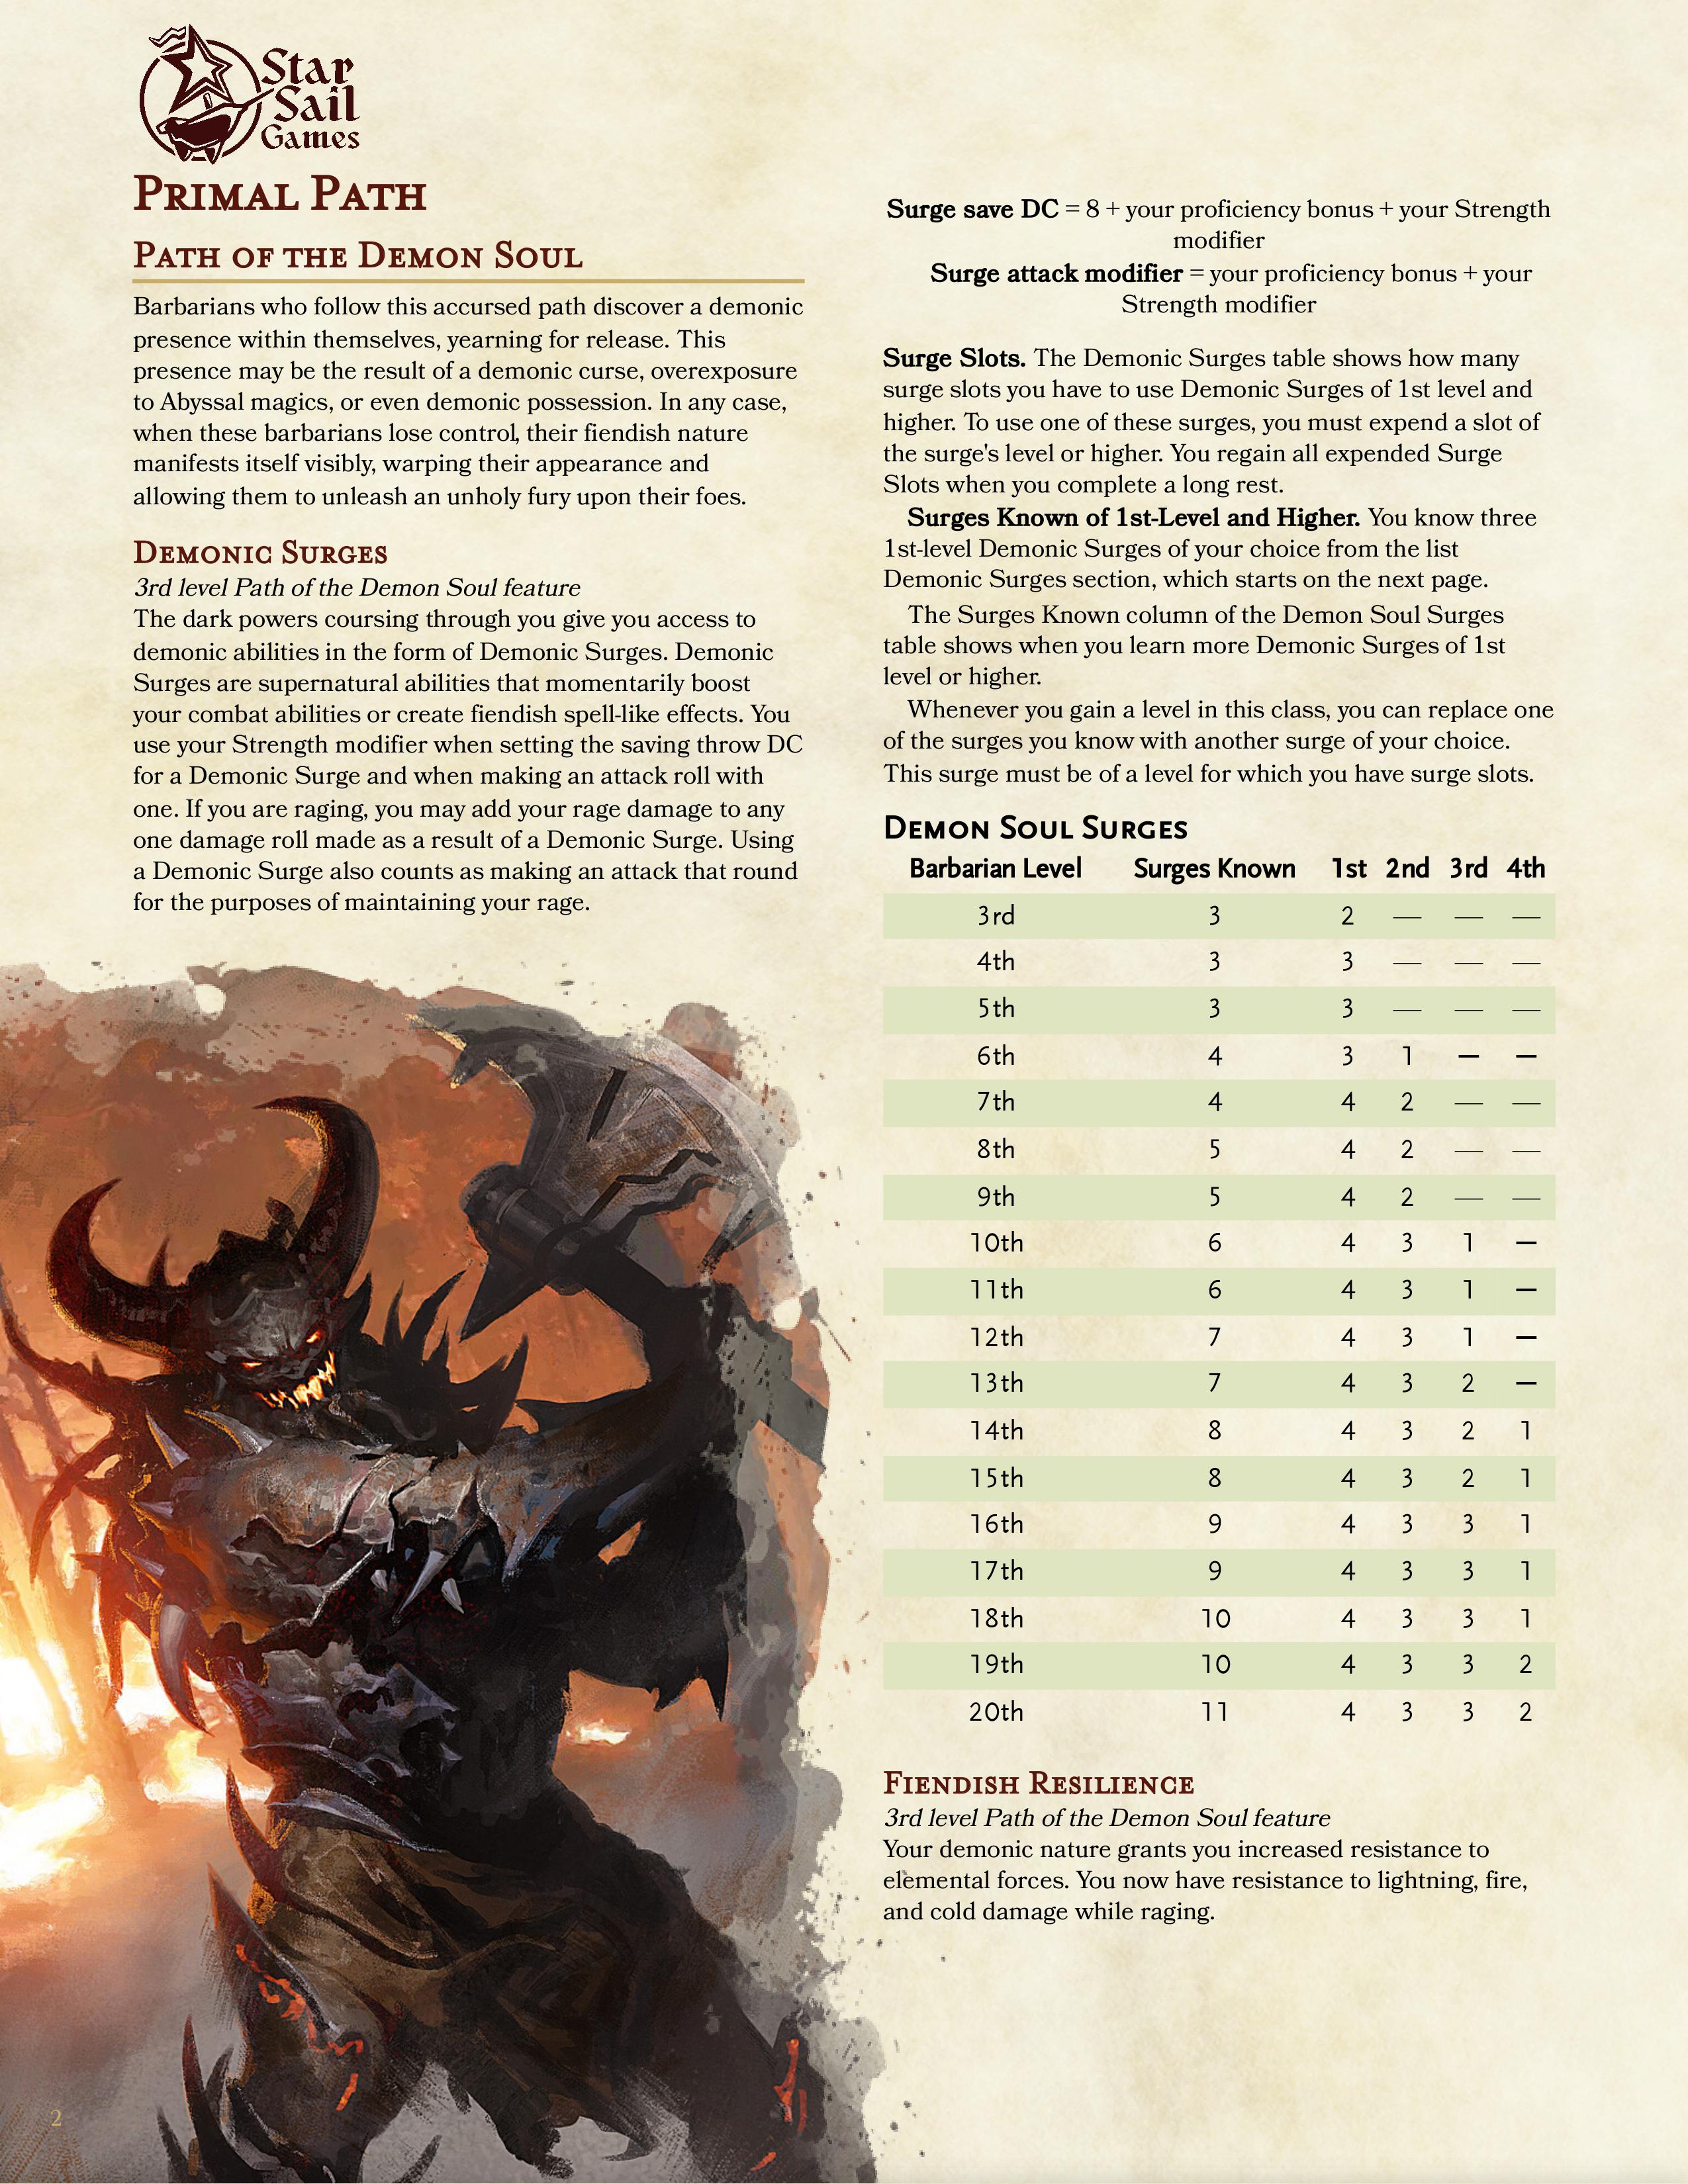 Star
Sail
Games
Primal Path
Path of the Demon Soul
Barbarians who follow this accursed path discover a demonic
presence within themselves, yearning for release. This
presence may be the result of a demonic curse, overexposure
to Abyssal magics, or even demonic possession. In any case,
when these barbarians lose control, their fiendish nature
manifests itself visibly, warping their appearance and
allowing them to unleash an unholy fury upon their foes.
Demonic Surges
3rd level Path of the Demon Soul feature
The dark powers coursing through you give you access to
demonic abilities in the form of Demonic Surges. Demonic
Surges are supernatural abilities that momentarily boost
your combat abilities or create fiendish spell-like effects. You
use your Strength modifier when setting the saving throw DC
for a Demonic Surge and when making an attack roll with
one. If you are raging, you may add your rage damage to any
one damage roll made as a result of a Demonic Surge. Using
a Demonic Surge also counts as making an attack that round
for the purposes of maintaining your rage.
Surge save DC = 8 + your proficiency bonus + your Strength
modifier
Surge attack modifier = your proficiency bonus + your
Strength modifier
Surge Slots. The Demonic Surges table shows how many
surge slots you have to use Demonic Surges of 1st level and
higher. To use one of these surges, you must expend a slot of
the surge's level or higher. You regain all expended Surge
Slots when you complete a long rest.
Surges Known of 1st-Level and Higher. You know three
1st-level Demonic Surges of your choice from the list
Demonic Surges section, which starts on the next page.
The Surges Known column of the Demon Soul Surges
table shows when you learn more Demonic Surges of 1st
level or higher.
Whenever you gain a level in this class, you can replace one
of the surges you know with another surge of your choice.
This surge must be of a level for which you have surge slots.
Demon Soul Surges
Barbarian Level Surges Known 1st 2nd 3rd 4th
3rd 3 2 — — —
4th 3 3 — — —
5th 3 3 — — —
6th 4 3 1 — —
7th 4 4 2 — —
8th 5 4 2 — —
9th 5 4 2 — —
10th 6 4 3 1 —
11th 6 4 3 1 —
12th 7 4 3 1 —
13th 7 4 3 2 —
14th 8 4 3 2 1
15th 8 4 3 2 1
16th 9 4 3 3 1
17th 9 4 3 3 1
18th 10 4 3 3 1
19th 10 4 3 3 2
20th 11 4 3 3 2
Fiendish Resilience
3rd level Path of the Demon Soul feature
Your demonic nature grants you increased resistance to
elemental forces. You now have resistance to lightning, fire,
and cold damage while raging.
2